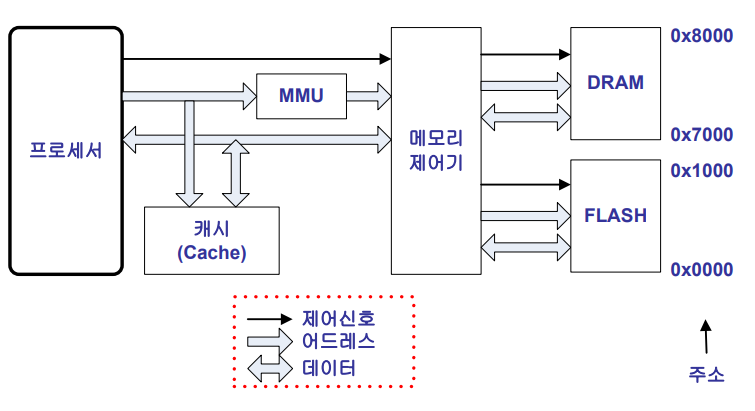 프로세서
MMU
캐시
(Cache)
메모리
제어기
DRAM
FLASH
0x8000
0x7000
0x1000
0x0000
제어신호
어드레스
데이터
주소